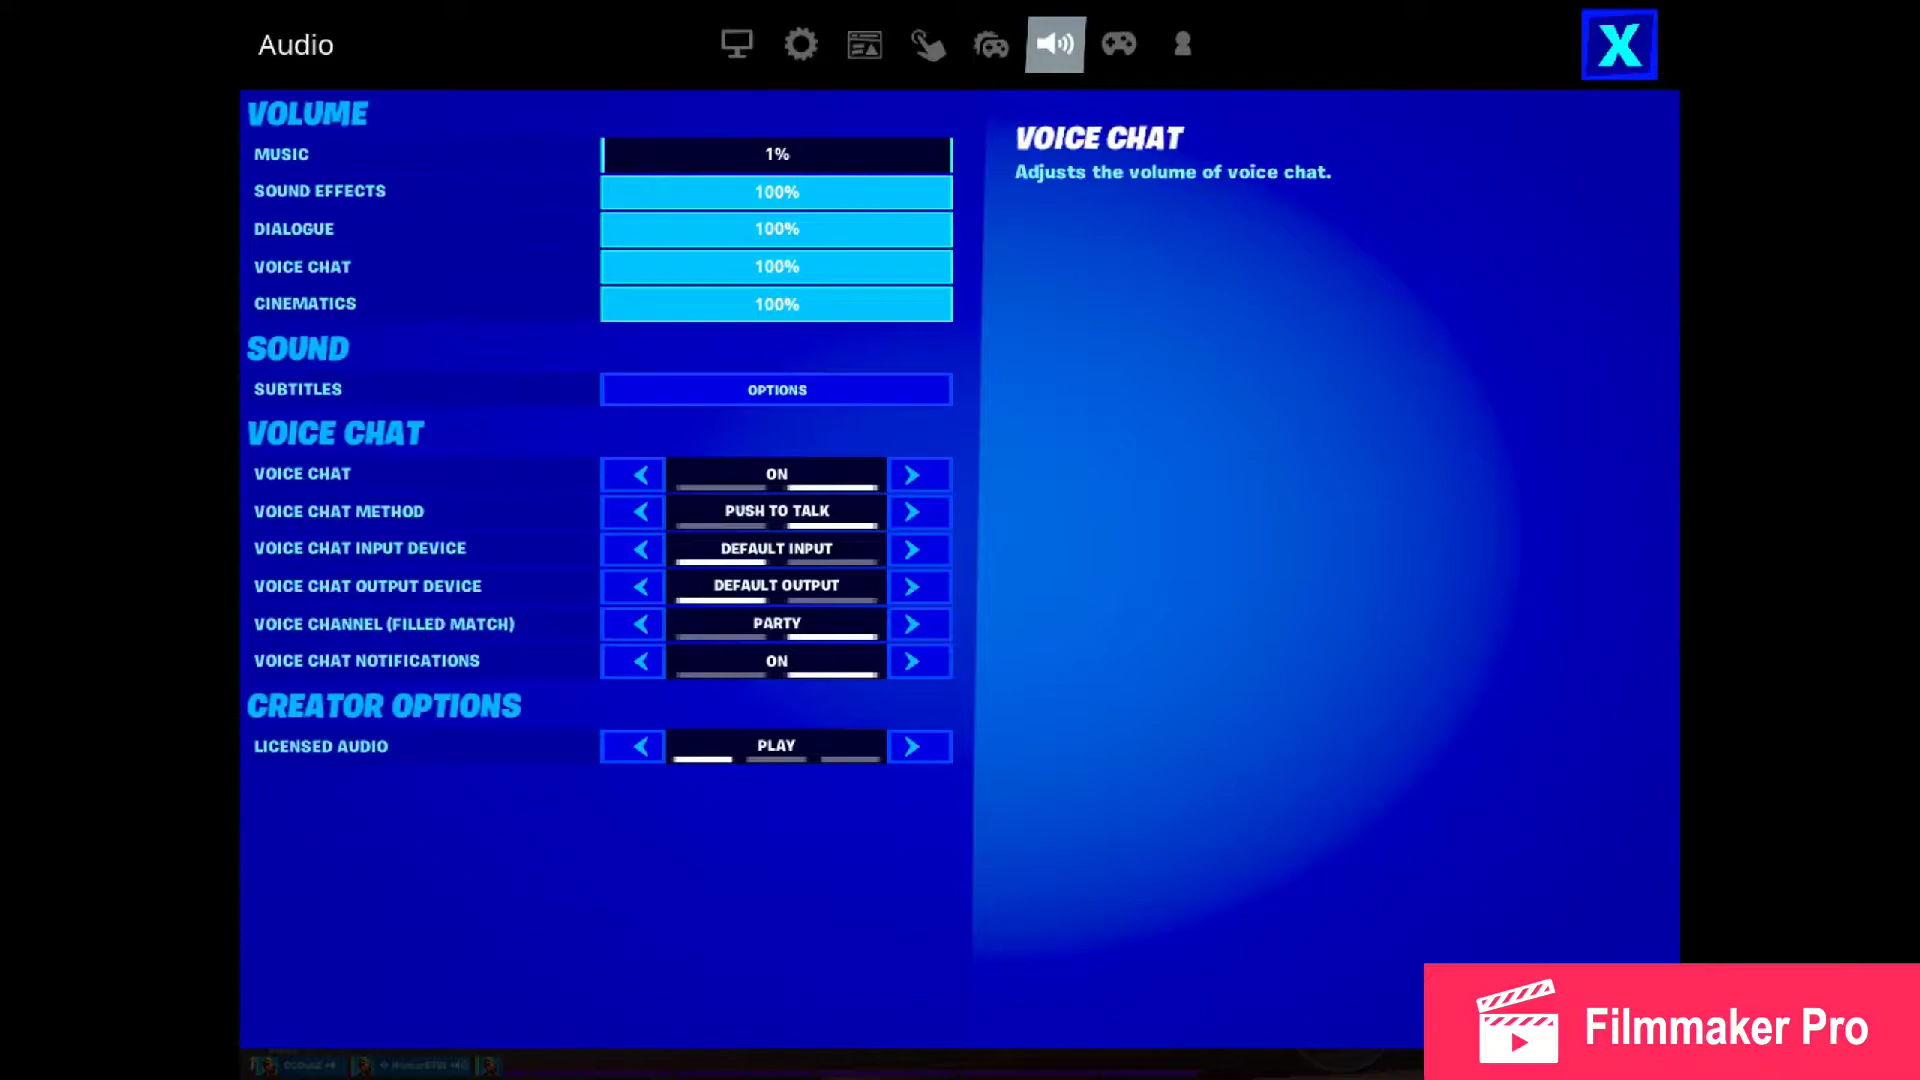 Audio
X
VOLUME
MUSIC 1%
SOUND EFFECTS 100%
DIALOGUE 100%
VOICE CHAT 100%
CINEMATICS 100%
SOUND
SUBTITLES OPTIONS
VOICE CHAT
VOICE CHAT ON
VOICE CHAT METHOD PUSH TO TALK
VOICE CHAT INPUT DEVICE DEFAULT INPUT
VOICE CHAT OUTPUT DEVICE DEFAULT OUTPUT
VOICE CHANNEL (FILLED MATCH) PARTY
VOICE CHAT NOTIFICATIONS ON
CREATOR OPTIONS
LICENSED AUDIO PLAY
VOICE CHAT
Adjusts the volume of voice chat.
Filmmaker Pro